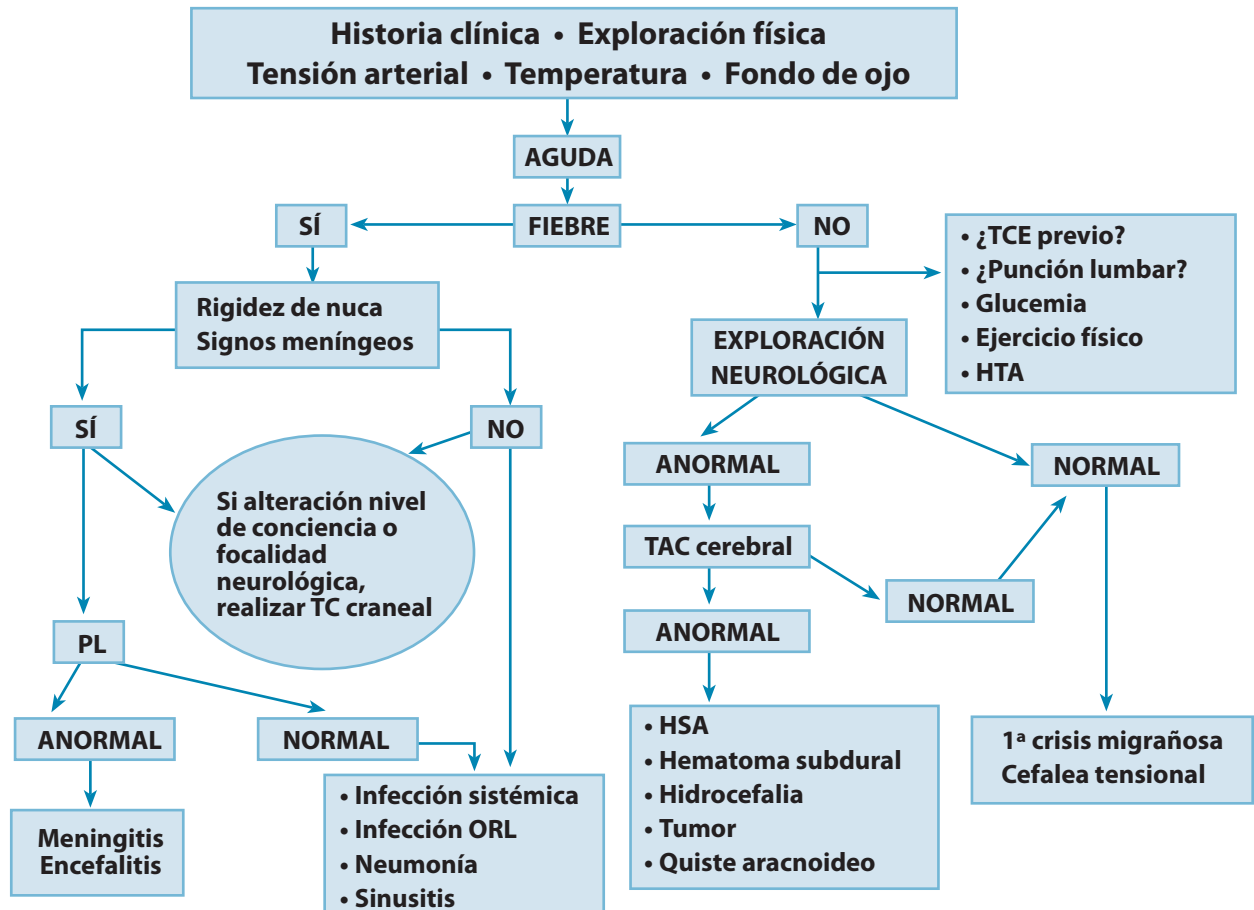 Historia clínica • Exploración física
Tensión arterial • Temperatura • Fondo de ojo
AGUDA
SÍ
FIEBRE
NO
• ¿TCE previo?
• ¿Punción lumbar?
• Glucemia
• Ejercicio físico
• HTA
Rigidez de nuca
Signos meníngeos
EXPLORACIÓN
NEUROLÓGICA
SÍ
NO
ANORMAL
NORMAL
Si alteración nivel
de conciencia o
focalidad
neurológica,
realizar TC craneal
TAC cerebral
NORMAL
ANORMAL
PL
ANORMAL
NORMAL
• HSA
• Hematoma subdural
• Hidrocefalia
• Tumor
• Quiste aracnoideo
1ª crisis migrañosa
Cefalea tensional
Meningitis
Encefalitis
• Infección sistémica
• Infección ORL
• Neumonía
• Sinusitis